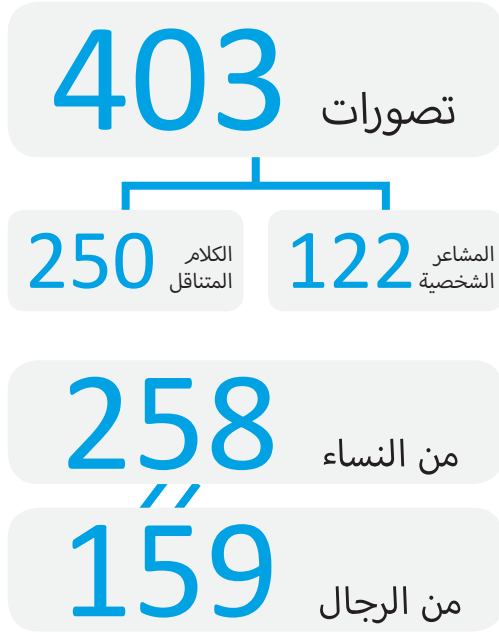 تصورات 403
المشاعر الشخصية 122
الكلام المتناقل 250
من النساء 258
من الرجال 159